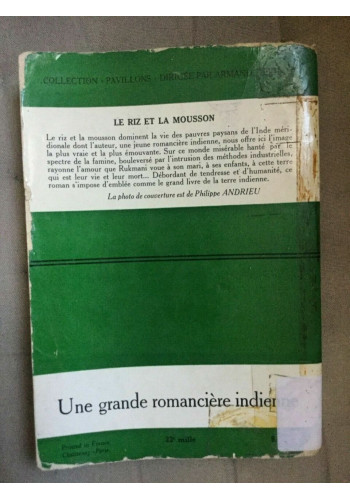 COLLECTION - PAVILLONS - DIRIGÉE PAR ARMAND
LE RIZ ET LA MOUSSON
Le riz et la mousson dominent la vie des pauvres paysans de l'Inde méri-
dionale dont l'auteur, une jeune romancière indienne, nous offre ici l'image
la plus vraie et la plus émouvante. Sur ce monde misérable hanté par le
spectre de la famine, bouleversé par l'intrusion des méthodes industrielles,
rayonne l'amour que Rukmani voue à son mari, à ses enfants, à cette terre
qui est leur vie et leur mort... Débordant de tendresse et d'humanité, ce
roman s'impose d'emblée comme le grand livre de la terre indienne.
La photo de couverture est de Philippe ANDRIEU
Une grande romancière indienne
Printed in France
12e mille